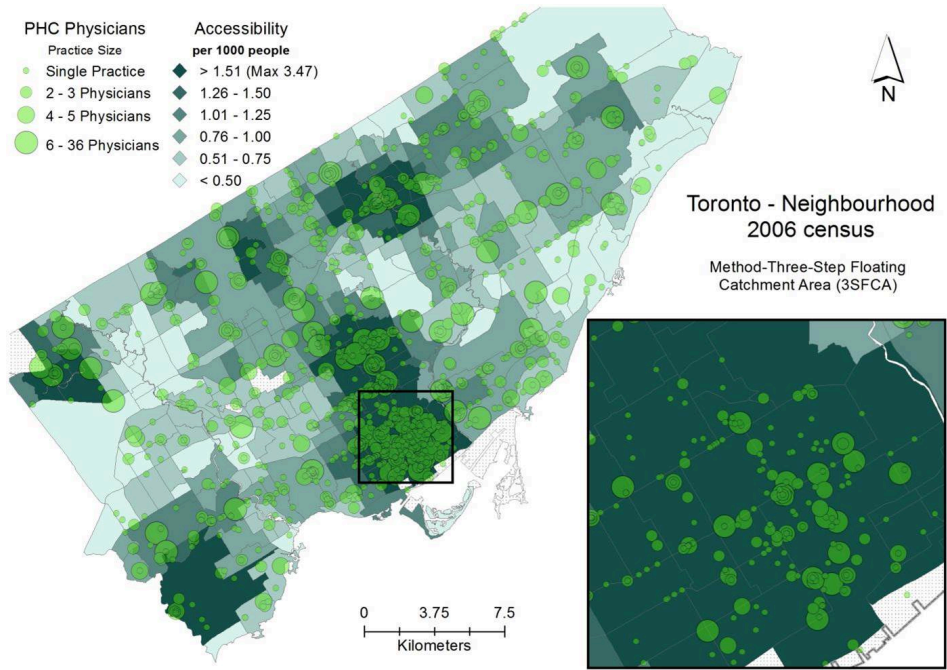 PHC Physicians
Practice Size
Single Practice
2 - 3 Physicians
4 - 5 Physicians
6 - 36 Physicians
Accessibility
per 1000 people
> 1.51 (Max 3.47)
1.26 - 1.50
1.01 - 1.25
0.76 - 1.00
0.51 - 0.75
< 0.50
N
Toronto - Neighbourhood
2006 census
Method-Three-Step Floating
Catchment Area (3SFCA)
0 3.75 7.5
Kilometers